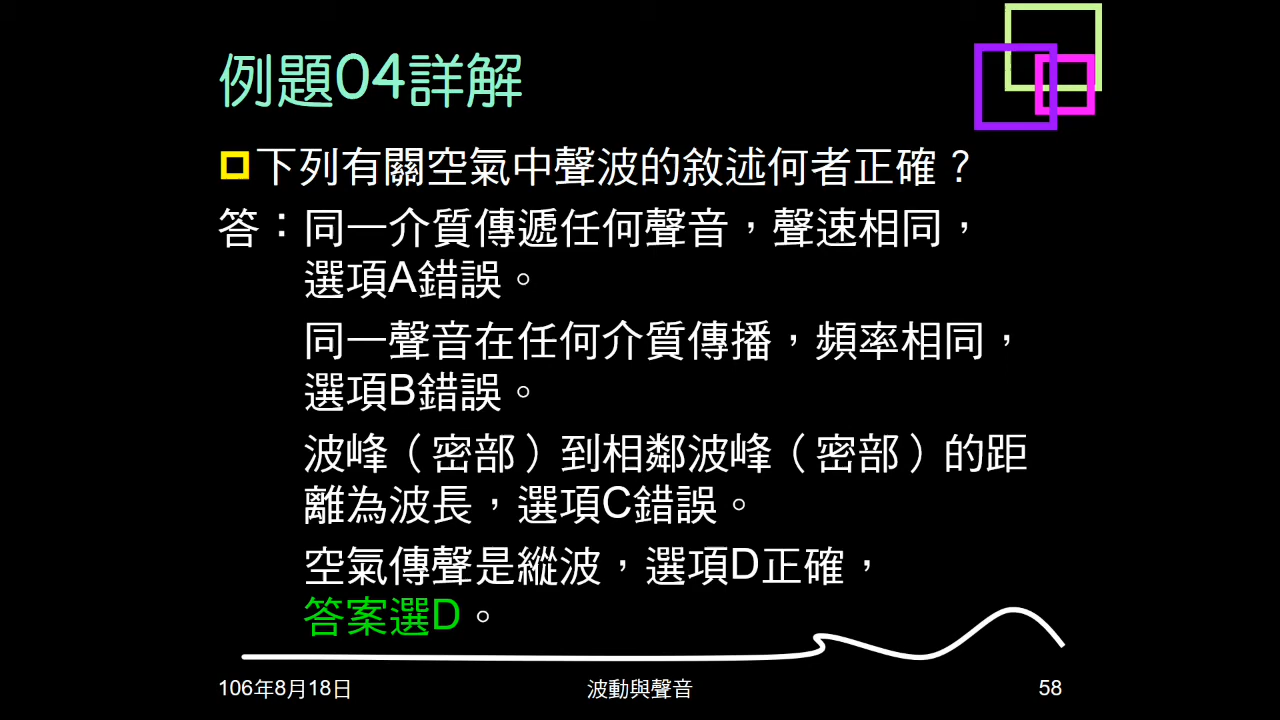 例題04詳解
下列有關空氣中聲波的敘述何者正確？
答：同一介質傳遞任何聲音，聲速相同，
選項A錯誤。
同一聲音在任何介質傳播，頻率相同，
選項B錯誤。
波峰（密部）到相鄰波峰（密部）的距
離為波長，選項C錯誤。
空氣傳聲是縱波，選項D正確，
答案選D。
106年8月18日
波動與聲音
58